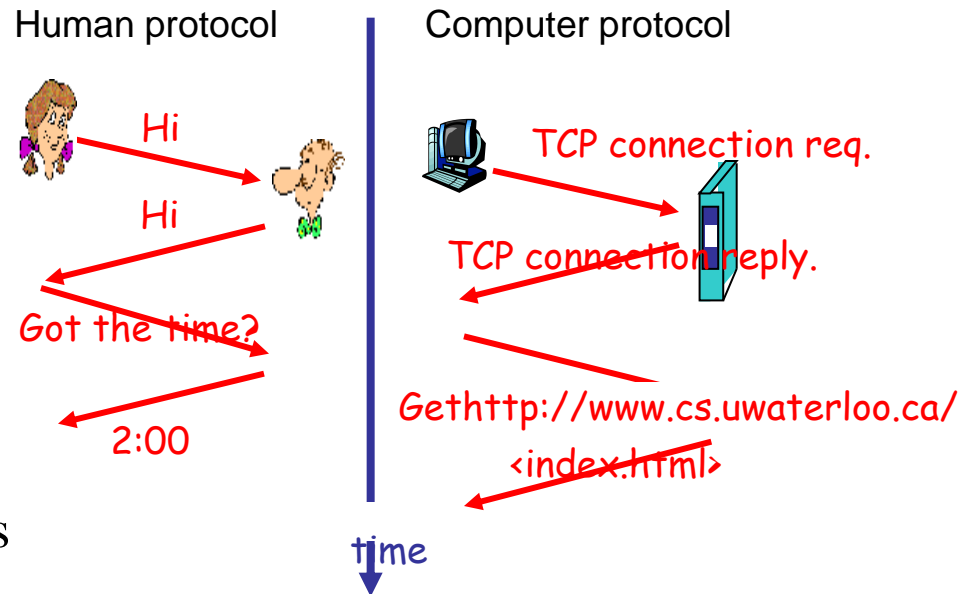 Human protocol
Hi
Hi
Got the time?
2:00
Computer protocol
TCP connection req.
TCP connection reply.
Gethttp://www.cs.uwaterloo.ca/
<index.html>
s
time